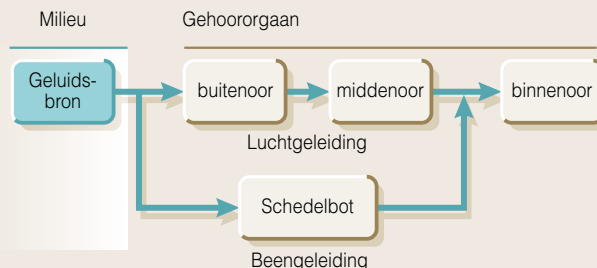 Milieu
Gehoororgaan
Geluids-
bron
buitenoor
middenoor
binnenoor
Luchtgeleiding
Schedelbot
Beengeleiding